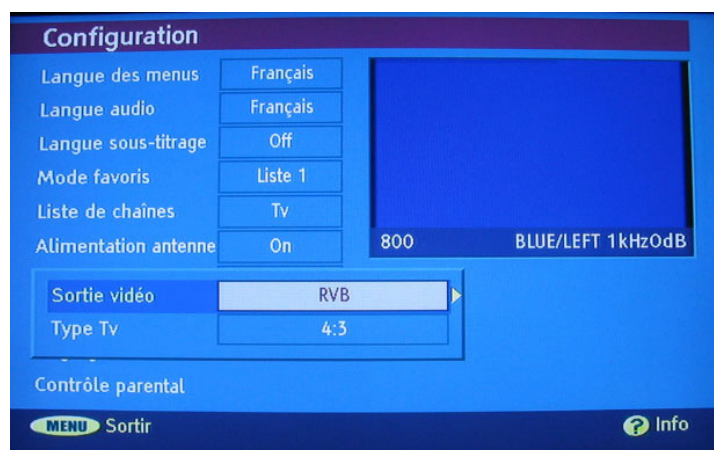 Configuration
Langue des menus Français
Langue audio Français
Langue sous-titrage Off
Mode favoris Liste 1
Liste de chaînes Tv
Alimentation antenne On
800 BLUE/LEFT 1kHz0dB
Sortie vidéo RVB
Type Tv 4:3
Contrôle parental
MENU Sortir
? Info